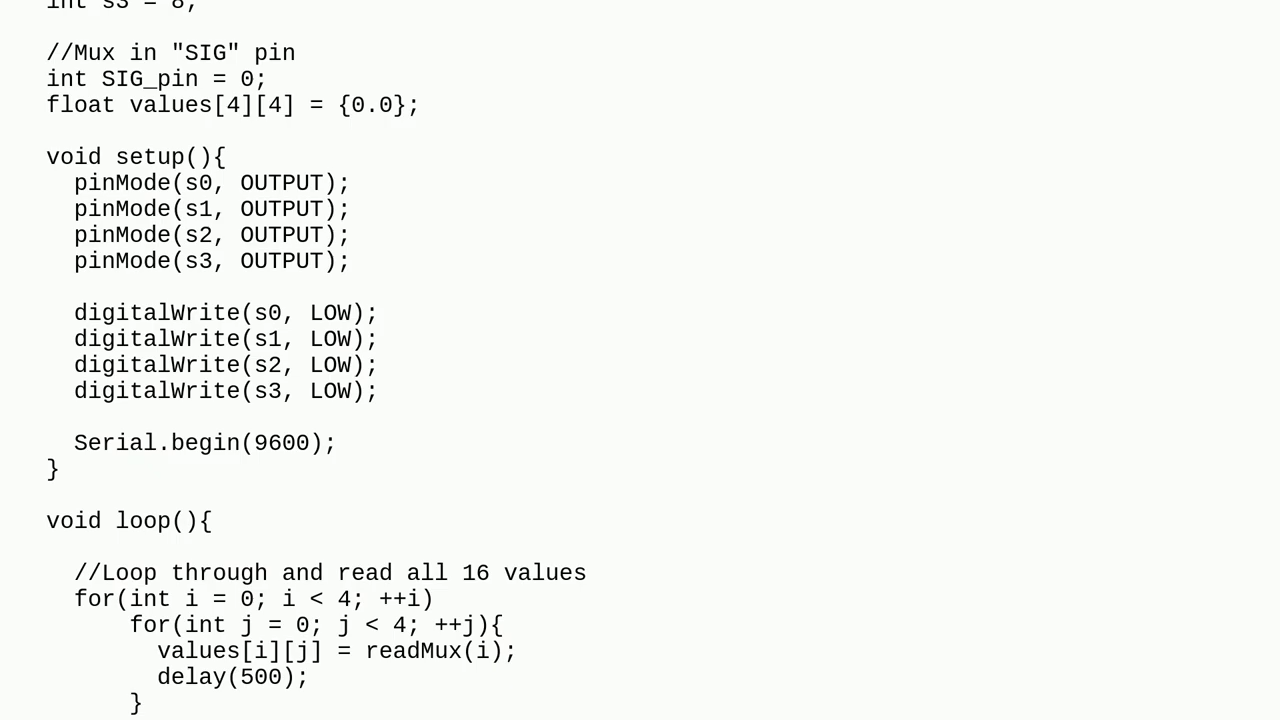 int s3 = 8;
//Mux in "SIG" pin
int SIG_pin = 0;
float values[4][4] = {0.0};
void setup(){
pinMode(s0, OUTPUT);
pinMode(s1, OUTPUT);
pinMode(s2, OUTPUT);
pinMode(s3, OUTPUT);
digitalWrite(s0, LOW);
digitalWrite(s1, LOW);
digitalWrite(s2, LOW);
digitalWrite(s3, LOW);
Serial.begin(9600);
}
void loop(){
//Loop through and read all 16 values
for(int i = 0; i < 4; ++i)
for(int j = 0; j < 4; ++j){
values[i][j] = readMux(i);
delay(500);
}